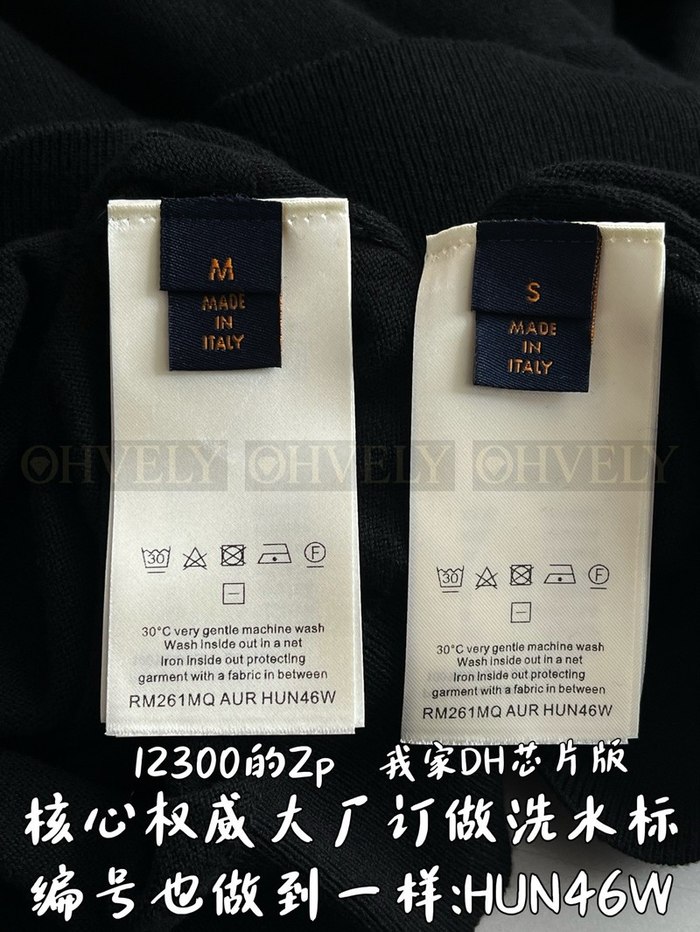 M
MADE
IN
ITALY
30
F
30°C very gentle machine wash
Wash inside out in a net
Iron inside out protecting
garment with a fabric in between
RM261MQ AUR HUN46W
S
MADE
IN
ITALY
30
F
30°C very gentle machine wash
Wash inside out in a net
Iron inside out protecting
garment with a fabric in between
RM261MQ AUR HUN46W
OHVELY OHVELY OHVELY
12300的Zp 我家DH芯片版
核心权威大厂订做洗水标
编号也做到一样:HUN46W